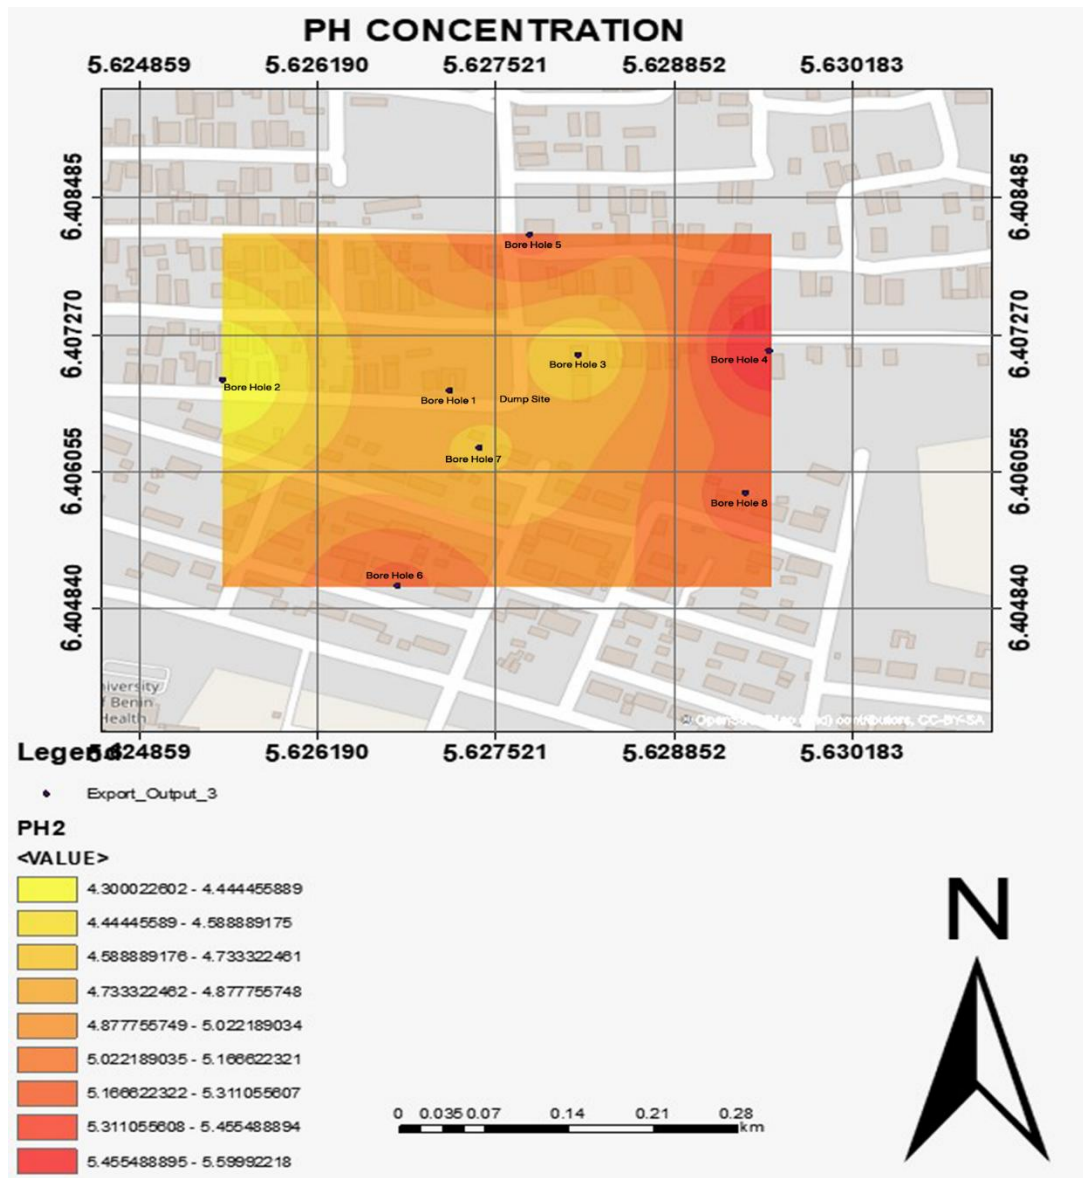 PH CONCENTRATION
5.624859 5.626190 5.627521 5.628852 5.630183
6.408485 6.408485
Bore Hole 5
6.407270 6.407270
Bore Hole 4
Bore Hole 3
Bore Hole 2
Bore Hole 1 Dump Site
Bore Hole 7
6.406055 6.406055
Bore Hole 8
Bore Hole 6
6.404840 6.404840
iversity
f Benin
Health
contributors, CC-BY-SA
Legend
5.624859 5.626190 5.627521 5.628852 5.630183
Export_Output_3
PH2
<VALUE>
4.300022602 - 4.444455889
4.44445589 - 4.588889175
4.588889176 - 4.733322461
4.733322462 - 4.877755748
4.877755749 - 5.022189034
5.022189035 - 5.166622321
5.166622322 - 5.311055607
5.311055608 - 5.455488894
5.455488895 - 5.59992218
N
0 0.035 0.07 0.14 0.21 0.28
km